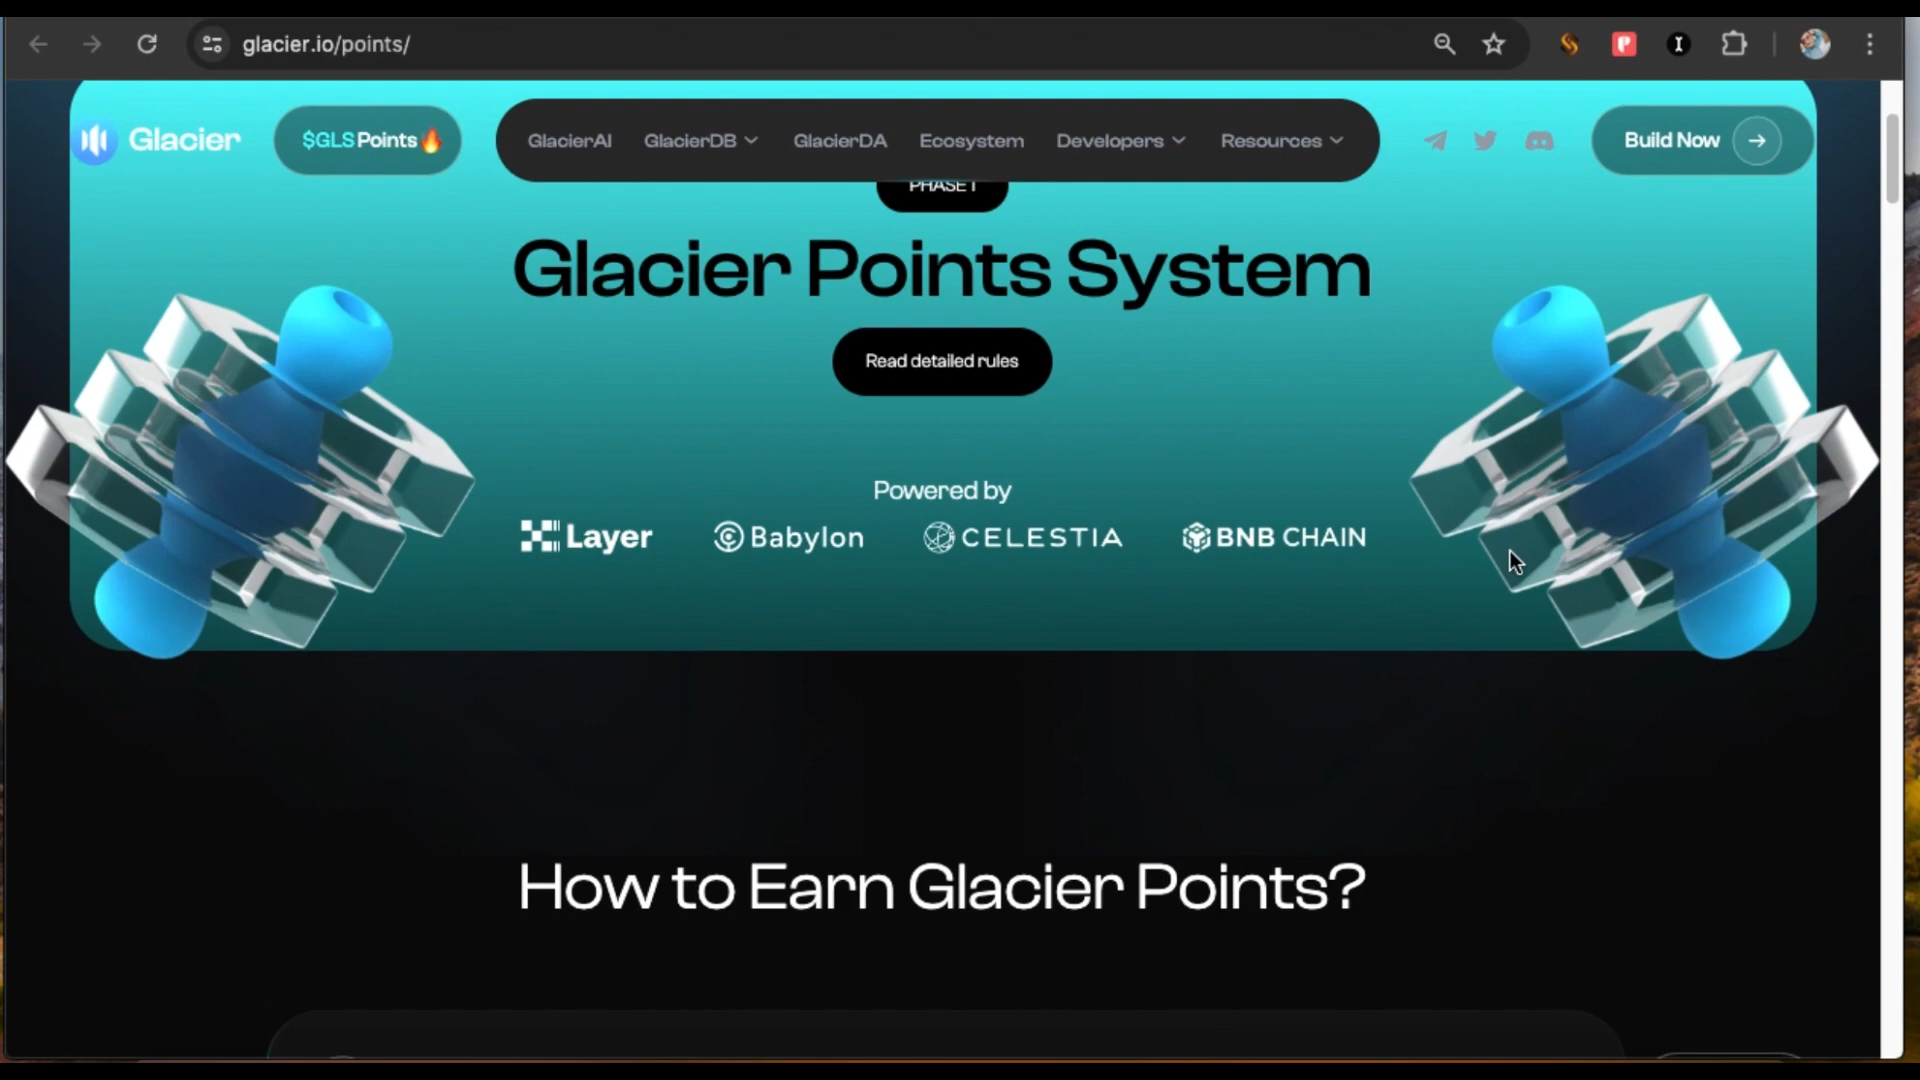 glacier.io/points/
Glacier
$GLS Points🔥
GlacierAI GlacierDB GlacierDA Ecosystem Developers Resources
Build Now
PHASE I
Glacier Points System
Read detailed rules
Powered by
Layer Babylon CELESTIA BNB CHAIN
How to Earn Glacier Points?